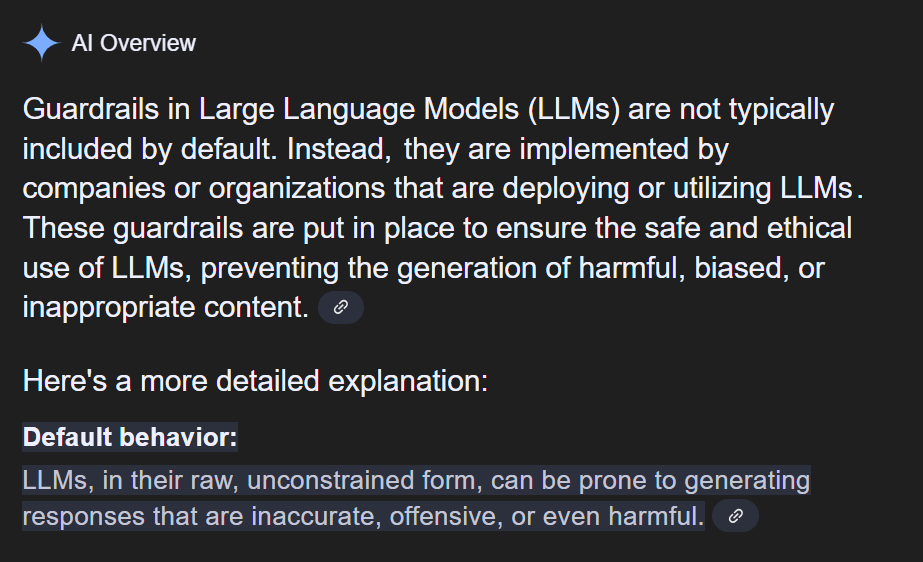 AI Overview
Guardrails in Large Language Models (LLMs) are not typically
included by default. Instead, they are implemented by
companies or organizations that are deploying or utilizing LLMs.
These guardrails are put in place to ensure the safe and ethical
use of LLMs, preventing the generation of harmful, biased, or
inappropriate content.
Here's a more detailed explanation:
Default behavior:
LLMs, in their raw, unconstrained form, can be prone to generating
responses that are inaccurate, offensive, or even harmful.